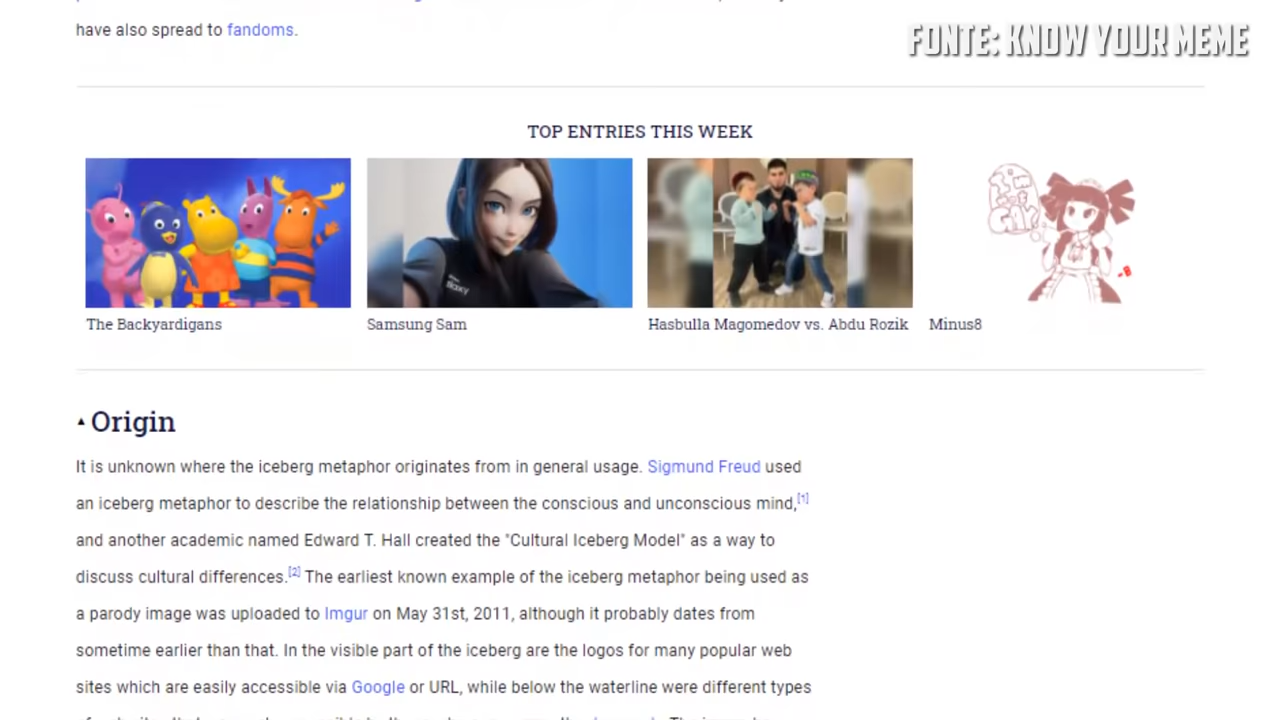 have also spread to fandoms.
FONTE: KNOW YOUR MEME
TOP ENTRIES THIS WEEK
The Backyardigans
Samsung Sam
Hasbulla Magomedov vs. Abdu Rozik
Minus8
Origin
It is unknown where the iceberg metaphor originates from in general usage. Sigmund Freud used
an iceberg metaphor to describe the relationship between the conscious and unconscious mind,[1]
and another academic named Edward T. Hall created the "Cultural Iceberg Model" as a way to
discuss cultural differences.[2] The earliest known example of the iceberg metaphor being used as
a parody image was uploaded to Imgur on May 31st, 2011, although it probably dates from
sometime earlier than that. In the visible part of the iceberg are the logos for many popular web
sites which are easily accessible via Google or URL, while below the waterline were different types